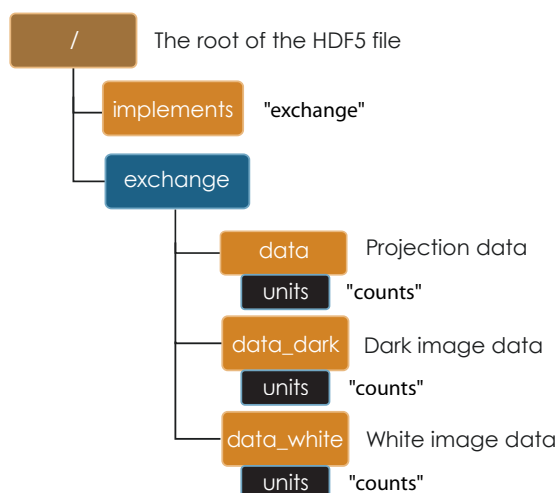 / The root of the HDF5 file
implements "exchange"
exchange
data Projection data
units "counts"
data_dark Dark image data
units "counts"
data_white White image data
units "counts"